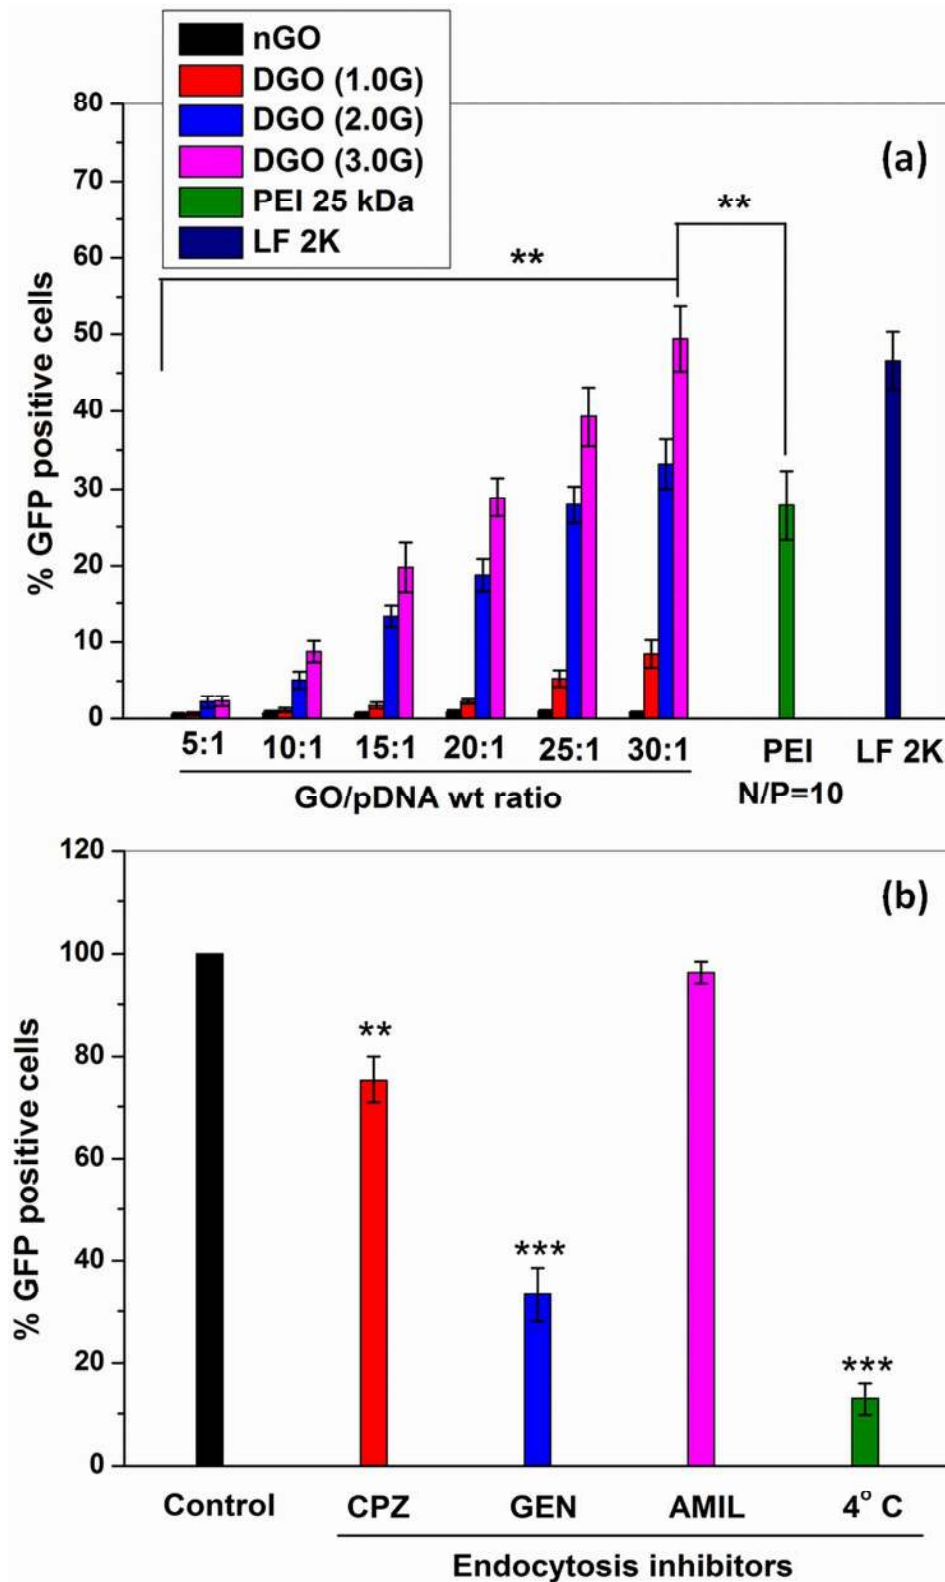 nGO
DGO (1.0G)
DGO (2.0G)
DGO (3.0G)
PEI 25 kDa
LF 2K
(a)
**
**
% GFP positive cells
80
70
60
50
40
30
20
10
0
5:1 10:1 15:1 20:1 25:1 30:1 PEI LF 2K
GO/pDNA wt ratio N/P=10
(b)
% GFP positive cells
120
100
80
60
40
20
0
**
***
***
Control CPZ GEN AMIL 4° C
Endocytosis inhibitors